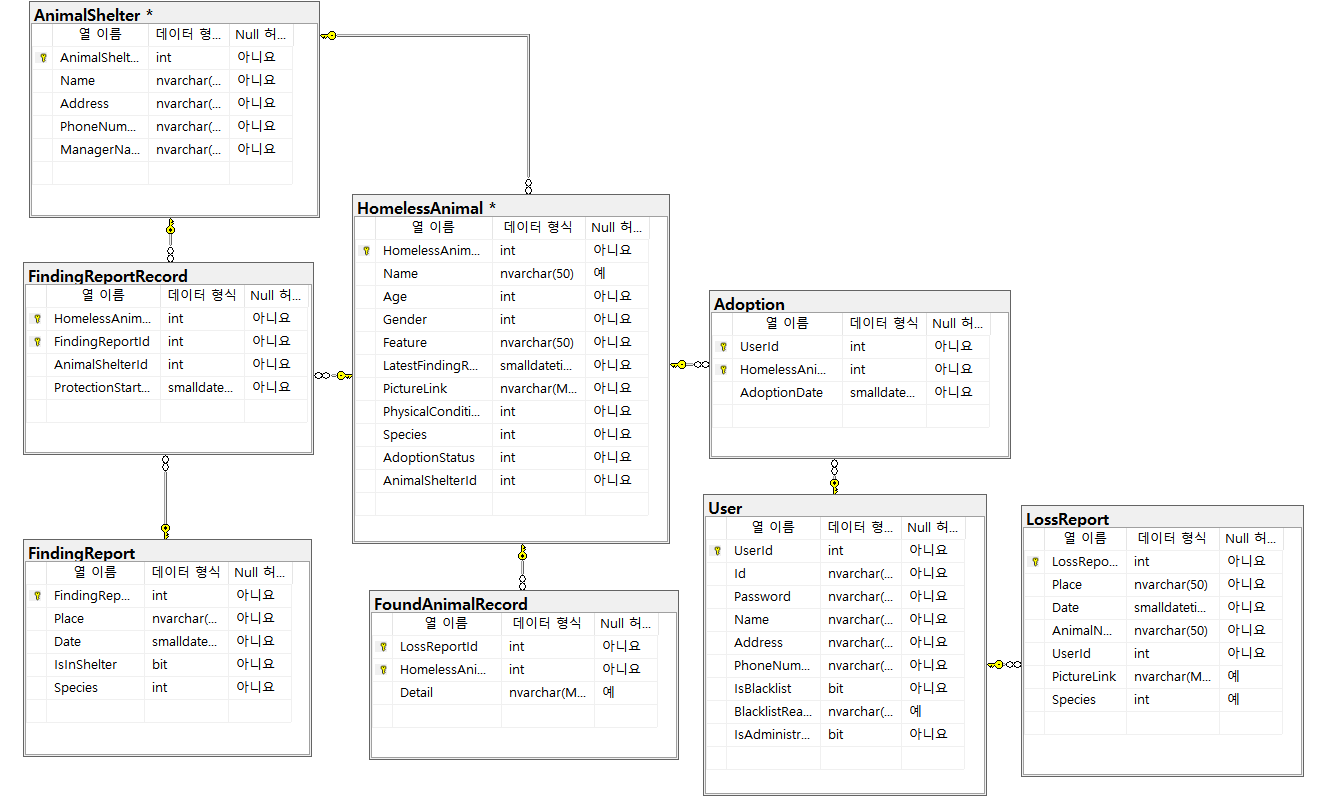 AnimalShelter *
열 이름 데이터 형... Null 허...
AnimalShelt... int 아니요
Name nvarchar(... 아니요
Address nvarchar(... 아니요
PhoneNum... nvarchar(... 아니요
ManagerNa... nvarchar(... 아니요
HomelessAnimal *
열 이름 데이터 형식 Null 허...
HomelessAnim... int 아니요
Name nvarchar(50) 예
Age int 아니요
Gender int 아니요
Feature nvarchar(50) 아니요
LatestFindingR... smalldateti... 아니요
PictureLink nvarchar(M... 아니요
PhysicalConditi... int 아니요
Species int 아니요
AdoptionStatus int 아니요
AnimalShelterId int 아니요
FindingReportRecord
열 이름 데이터 형식 Null 허...
HomelessAnim... int 아니요
FindingReportId int 아니요
AnimalShelterId int 아니요
ProtectionStart... smalldate... 아니요
Adoption
열 이름 데이터 형식 Null 허...
UserId int 아니요
HomelessAni... int 아니요
AdoptionDate smalldate... 아니요
FindingReport
열 이름 데이터 형식 Null 허...
FindingRep... int 아니요
Place nvarchar(... 아니요
Date smalldate... 아니요
IsInShelter bit 아니요
Species int 아니요
FoundAnimalRecord
열 이름 데이터 형식 Null 허...
LossReportId int 아니요
HomelessAni... int 아니요
Detail nvarchar(M... 예
User
열 이름 데이터 형... Null 허...
UserId int 아니요
Id nvarchar(... 아니요
Password nvarchar(... 아니요
Name nvarchar(... 아니요
Address nvarchar(... 아니요
PhoneNum... nvarchar(... 아니요
IsBlacklist bit 아니요
BlacklistRea... nvarchar(... 예
IsAdministr... bit 아니요
LossReport
열 이름 데이터 형식 Null 허...
LossRepo... int 아니요
Place nvarchar(50) 아니요
Date smalldateti... 아니요
AnimalN... nvarchar(50) 아니요
UserId int 아니요
PictureLink nvarchar(M... 예
Species int 예